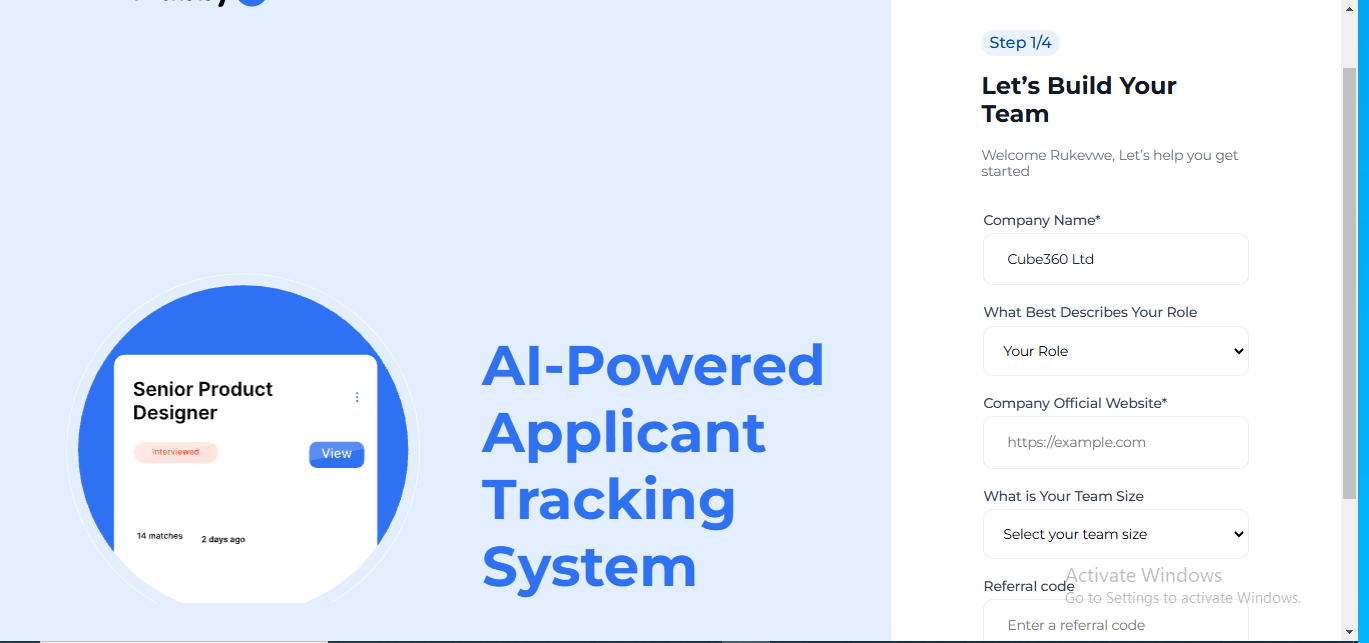 Step 1/4
Let’s Build Your
Team
Welcome Rukevwe, Let’s help you get
started
Company Name*
Cube360 Ltd
What Best Describes Your Role
Your Role
Company Official Website*
https://example.com
What is Your Team Size
Select your team size
Referral code
Enter a referral code
Senior Product
Designer
Interviewed
View
14 matches
2 days ago
AI-Powered
Applicant
Tracking
System
Activate Windows
Go to Settings to activate Windows.